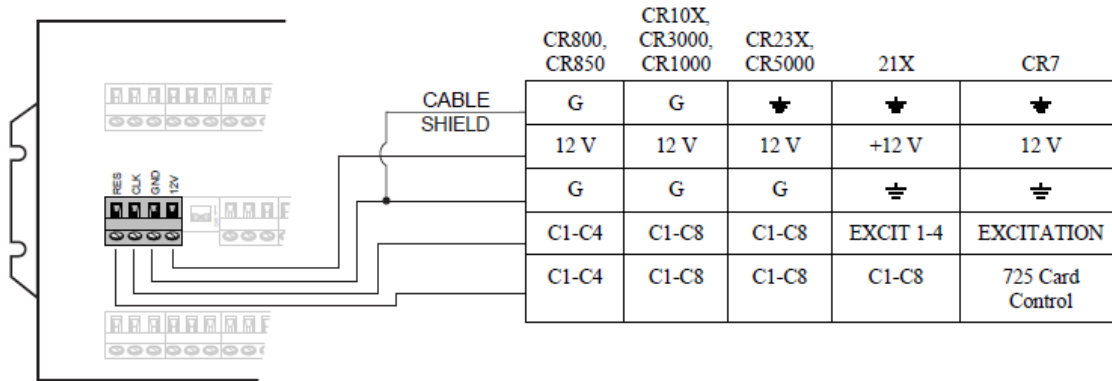 CR800,
CR850
CR10X,
CR3000,
CR1000
CR23X,
CR5000
21X
CR7
CABLE
SHIELD
G G
12 V 12 V 12 V +12 V 12 V
G G G
C1-C4 C1-C8 C1-C8 EXCIT 1-4 EXCITATION
C1-C4 C1-C8 C1-C8 C1-C8 725 Card
Control
RES
CLK
GND
12V